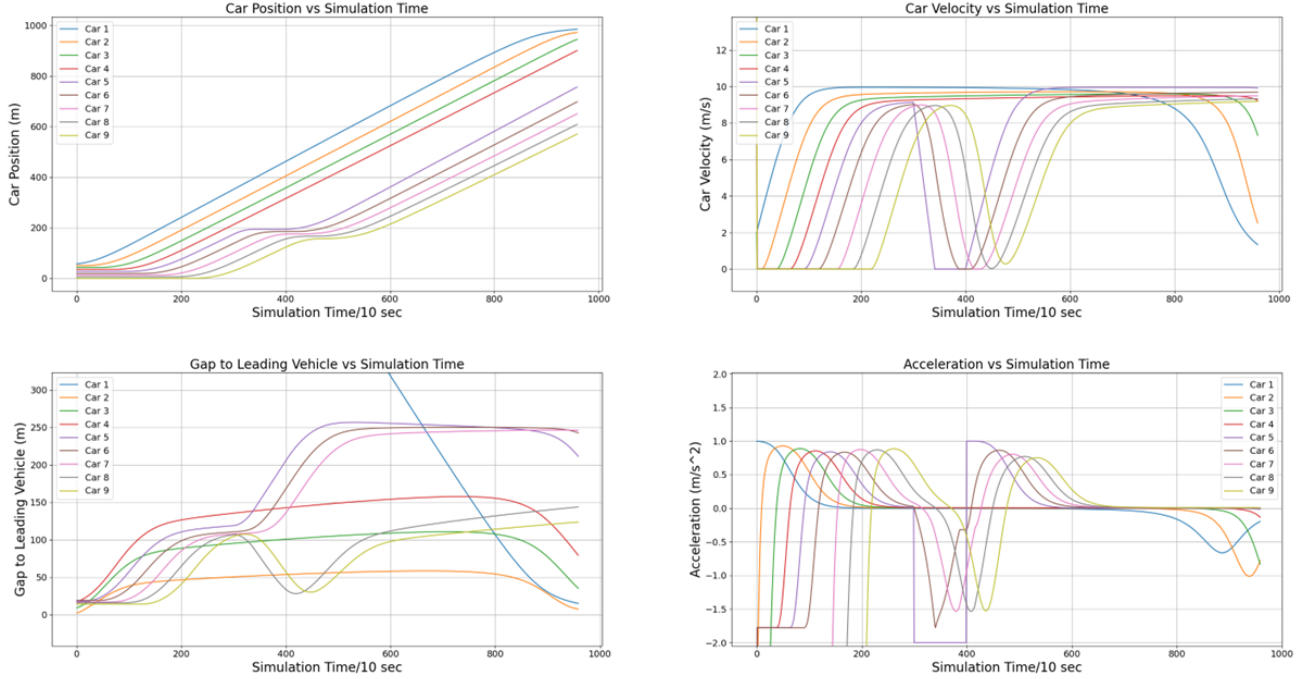 Car Position vs Simulation Time
Car Position (m)
1000
800
600
400
200
0
Car 1
Car 2
Car 3
Car 4
Car 5
Car 6
Car 7
Car 8
Car 9
0 200 400 600 800 1000
Simulation Time/10 sec
Car Velocity vs Simulation Time
Car Velocity (m/s)
12
10
8
6
4
2
0
Car 1
Car 2
Car 3
Car 4
Car 5
Car 6
Car 7
Car 8
Car 9
0 200 400 600 800 1000
Simulation Time/10 sec
Gap to Leading Vehicle vs Simulation Time
Gap to Leading Vehicle (m)
300
250
200
150
100
50
0
Car 1
Car 2
Car 3
Car 4
Car 5
Car 6
Car 7
Car 8
Car 9
0 200 400 600 800 1000
Simulation Time/10 sec
Acceleration vs Simulation Time
Acceleration (m/s^2)
2.0
1.5
1.0
0.5
0.0
−0.5
−1.0
−1.5
−2.0
Car 1
Car 2
Car 3
Car 4
Car 5
Car 6
Car 7
Car 8
Car 9
0 200 400 600 800 1000
Simulation Time/10 sec